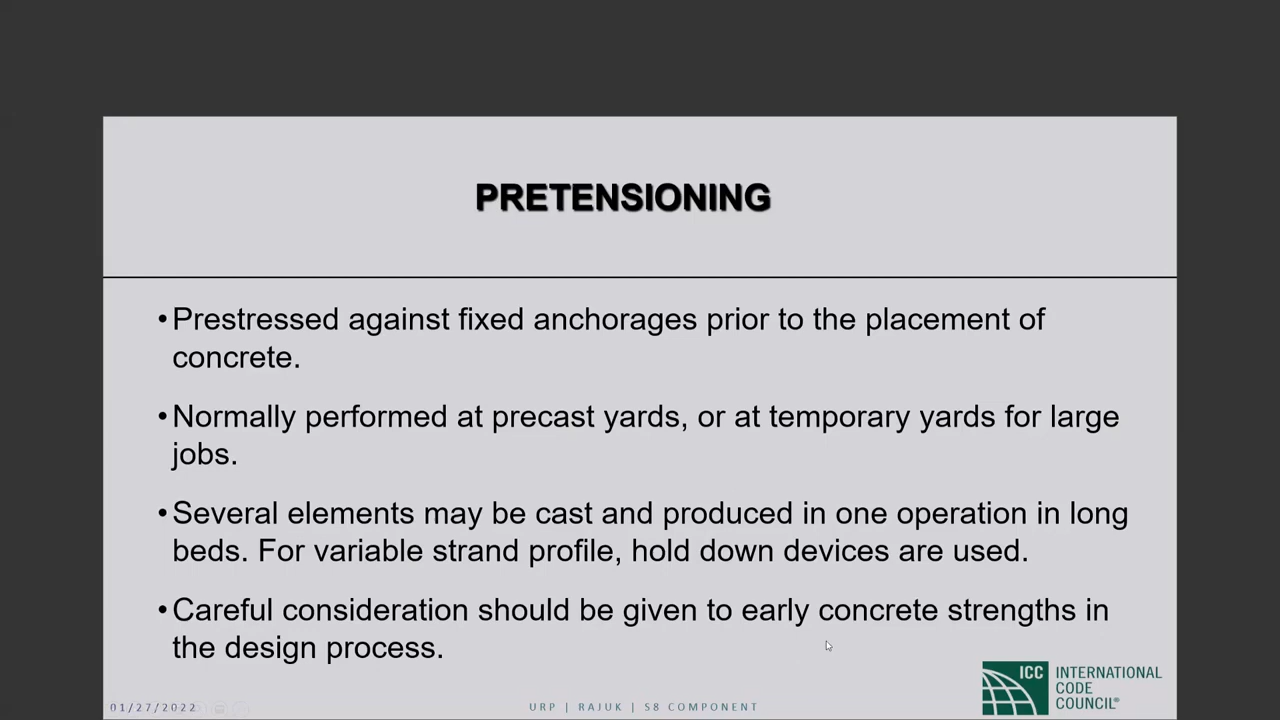 PRETENSIONING
•Prestressed against fixed anchorages prior to the placement of
concrete.
•Normally performed at precast yards, or at temporary yards for large
jobs.
•Several elements may be cast and produced in one operation in long
beds. For variable strand profile, hold down devices are used.
•Careful consideration should be given to early concrete strengths in
the design process.
01/27/2022
URP | RAJUK | S8 COMPONENT
ICC
INTERNATIONAL
CODE
COUNCIL®